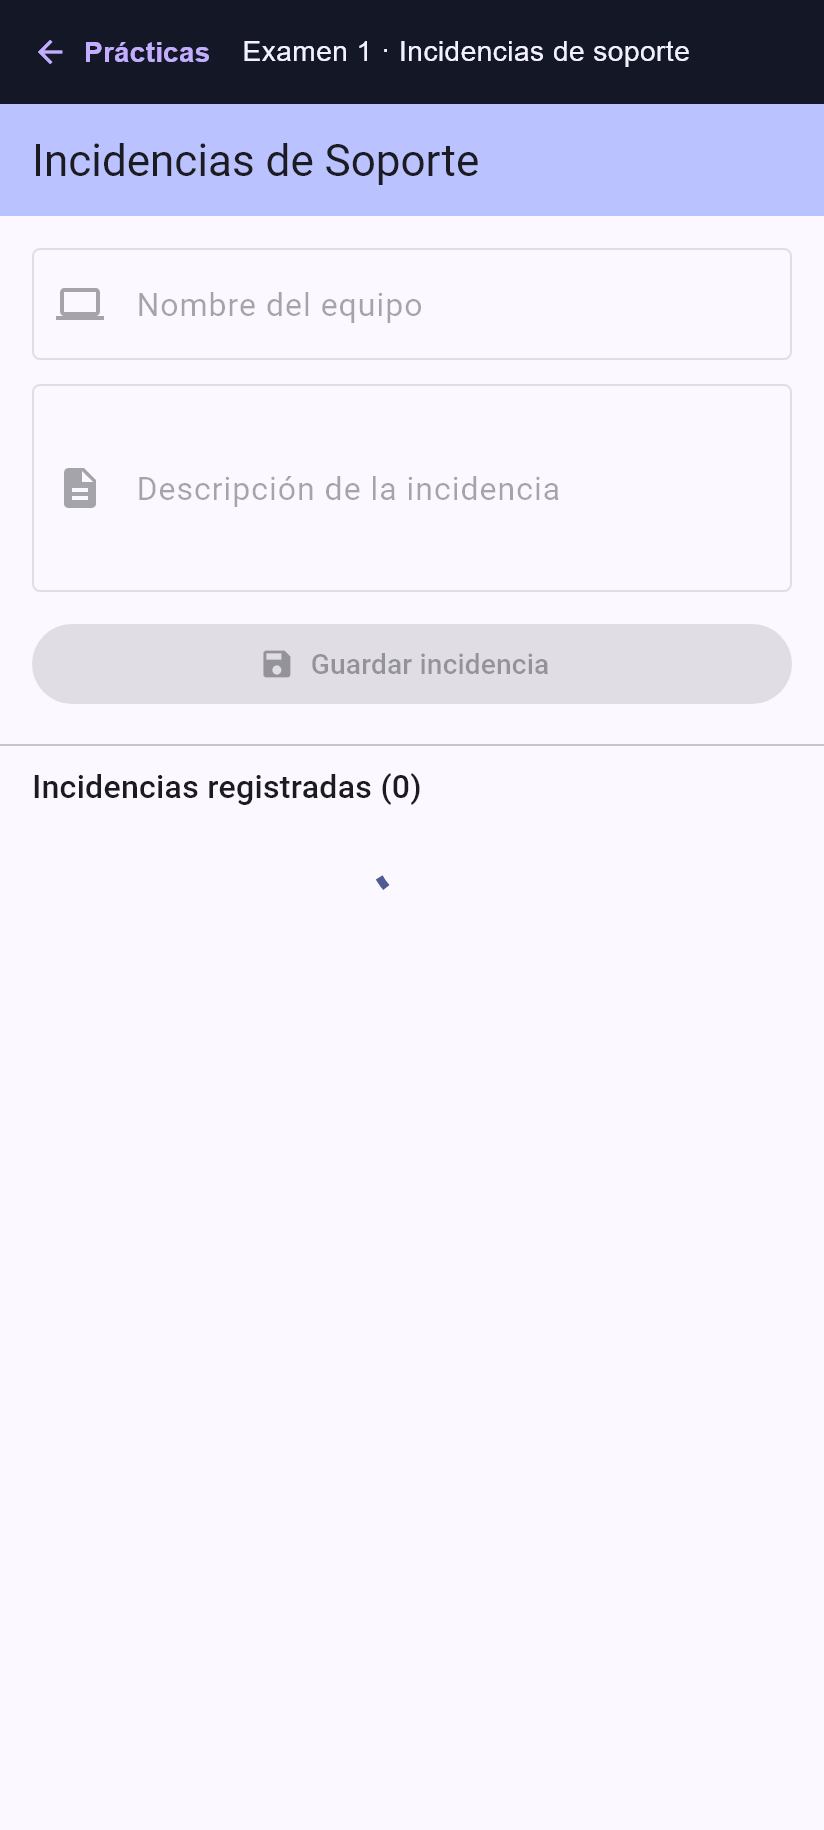 Prácticas Examen 1 · Incidencias de soporte
Incidencias de Soporte
Nombre del equipo
Descripción de la incidencia
Guardar incidencia
Incidencias registradas (0)